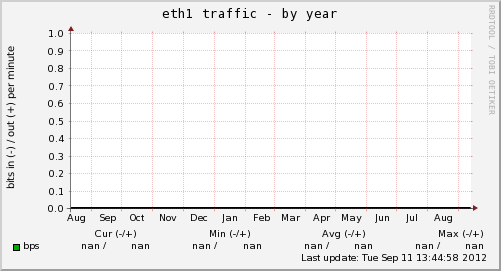 eth1 traffic - by year
RRDTOOL / TOBI OETIKER
bits in (-) / out (+) per minute
1.0
0.9
0.8
0.7
0.6
0.5
0.4
0.3
0.2
0.1
0.0
Aug Sep Oct Nov Dec Jan Feb Mar Apr May Jun Jul Aug
Cur (-/+) Min (-/+) Avg (-/+) Max (-/+)
bps nan / nan nan / nan nan / nan nan / nan
Last update: Tue Sep 11 13:44:58 2012